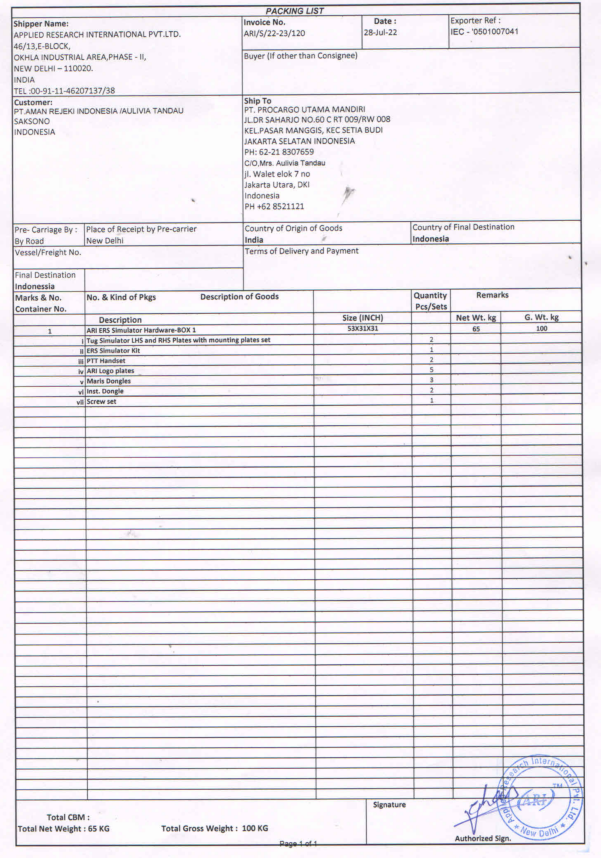 PACKING LIST
Shipper Name:
APPLIED RESEARCH INTERNATIONAL PVT.LTD.
46/13,E-BLOCK,
OKHLA INDUSTRIAL AREA,PHASE - II,
NEW DELHI – 110020.
INDIA
TEL :00-91-11-46207137/38
Invoice No.
ARI/S/22-23/120
Date :
28-Jul-22
Exporter Ref :
IEC - '0501007041
Buyer (If other than Consignee)
Customer:
PT.AMAN REJEKI INDONESIA /AULIVIA TANDAU
SAKSONO
INDONESIA
Ship To
PT. PROCARGO UTAMA MANDIRI
JL.DR SAHARJO NO.60 C RT 009/RW 008
KEL.PASAR MANGGIS, KEC SETIA BUDI
JAKARTA SELATAN INDONESIA
PH: 62-21 8307659
C/O,Mrs. Aulivia Tandau
jl. Walet elok 7 no
Jakarta Utara, DKI
Indonesia
PH +62 8521121
Pre- Carriage By :
By Road
Place of Receipt by Pre-carrier
New Delhi
Country of Origin of Goods
India
Country of Final Destination
Indonesia
Vessel/Freight No.
Terms of Delivery and Payment
Final Destination
Indonessia
Marks & No. No. & Kind of Pkgs Description of Goods Quantity Remarks
Container No. Pcs/Sets
Description Size (INCH) Net Wt. kg G. Wt. kg
1 ARI ERS Simulator Hardware-BOX 1 53X31X31 65 100
i Tug Simulator LHS and RHS Plates with mounting plates set 2
ii ERS Simulator Kit 1
iii PTT Handset 2
iv ARI Logo plates 5
v Maris Dongles 3
vi Inst. Dongle 2
vii Screw set 1
Total CBM :
Total Net Weight : 65 KG Total Gross Weight : 100 KG
Signature
Applied Research International Pvt. Ltd.
ARI TM
* New Delhi *
Authorized Sign.
Page 1 of 1